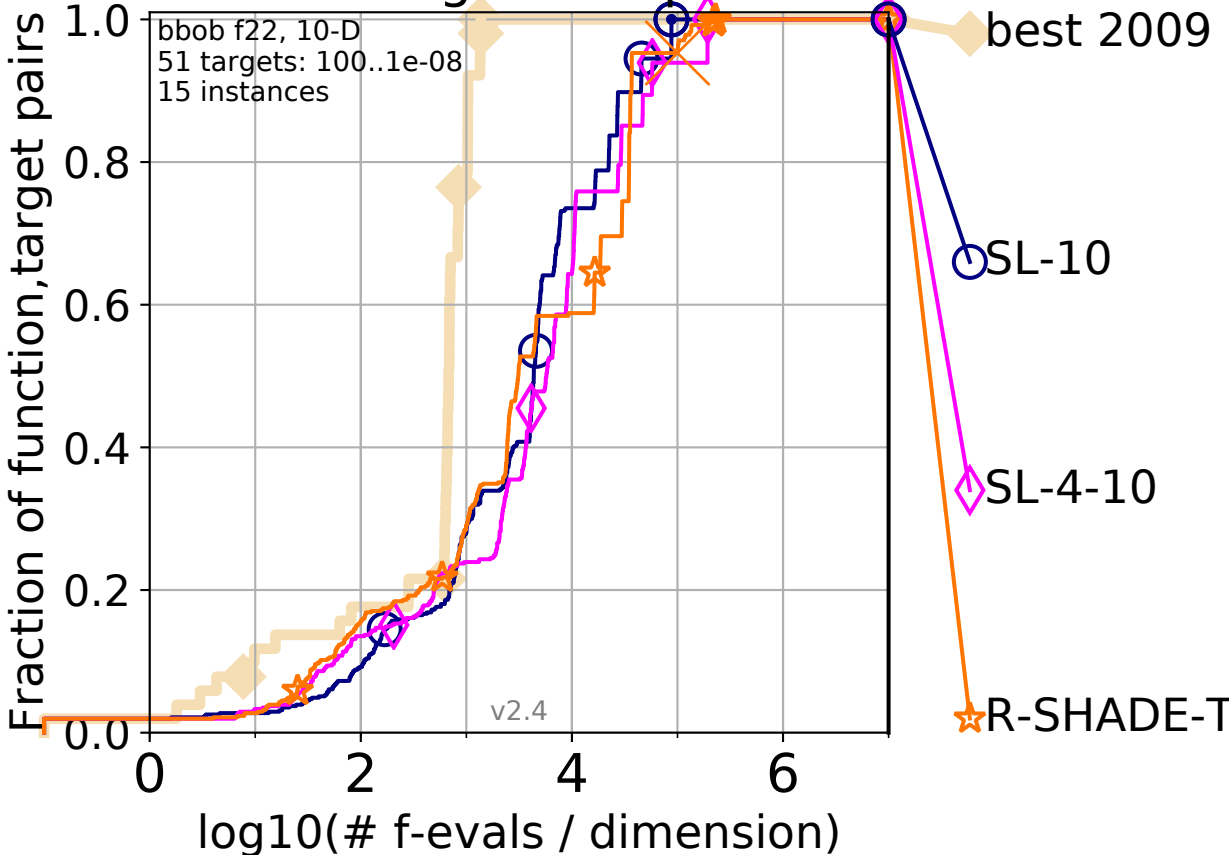 bbob f22, 10-D
51 targets: 100..1e-08
15 instances
Fraction of function,target pairs
1.0
0.8
0.6
0.4
0.2
0.0
0
2
4
6
log10(# f-evals / dimension)
best 2009
SL-10
SL-4-10
R-SHADE-T
v2.4